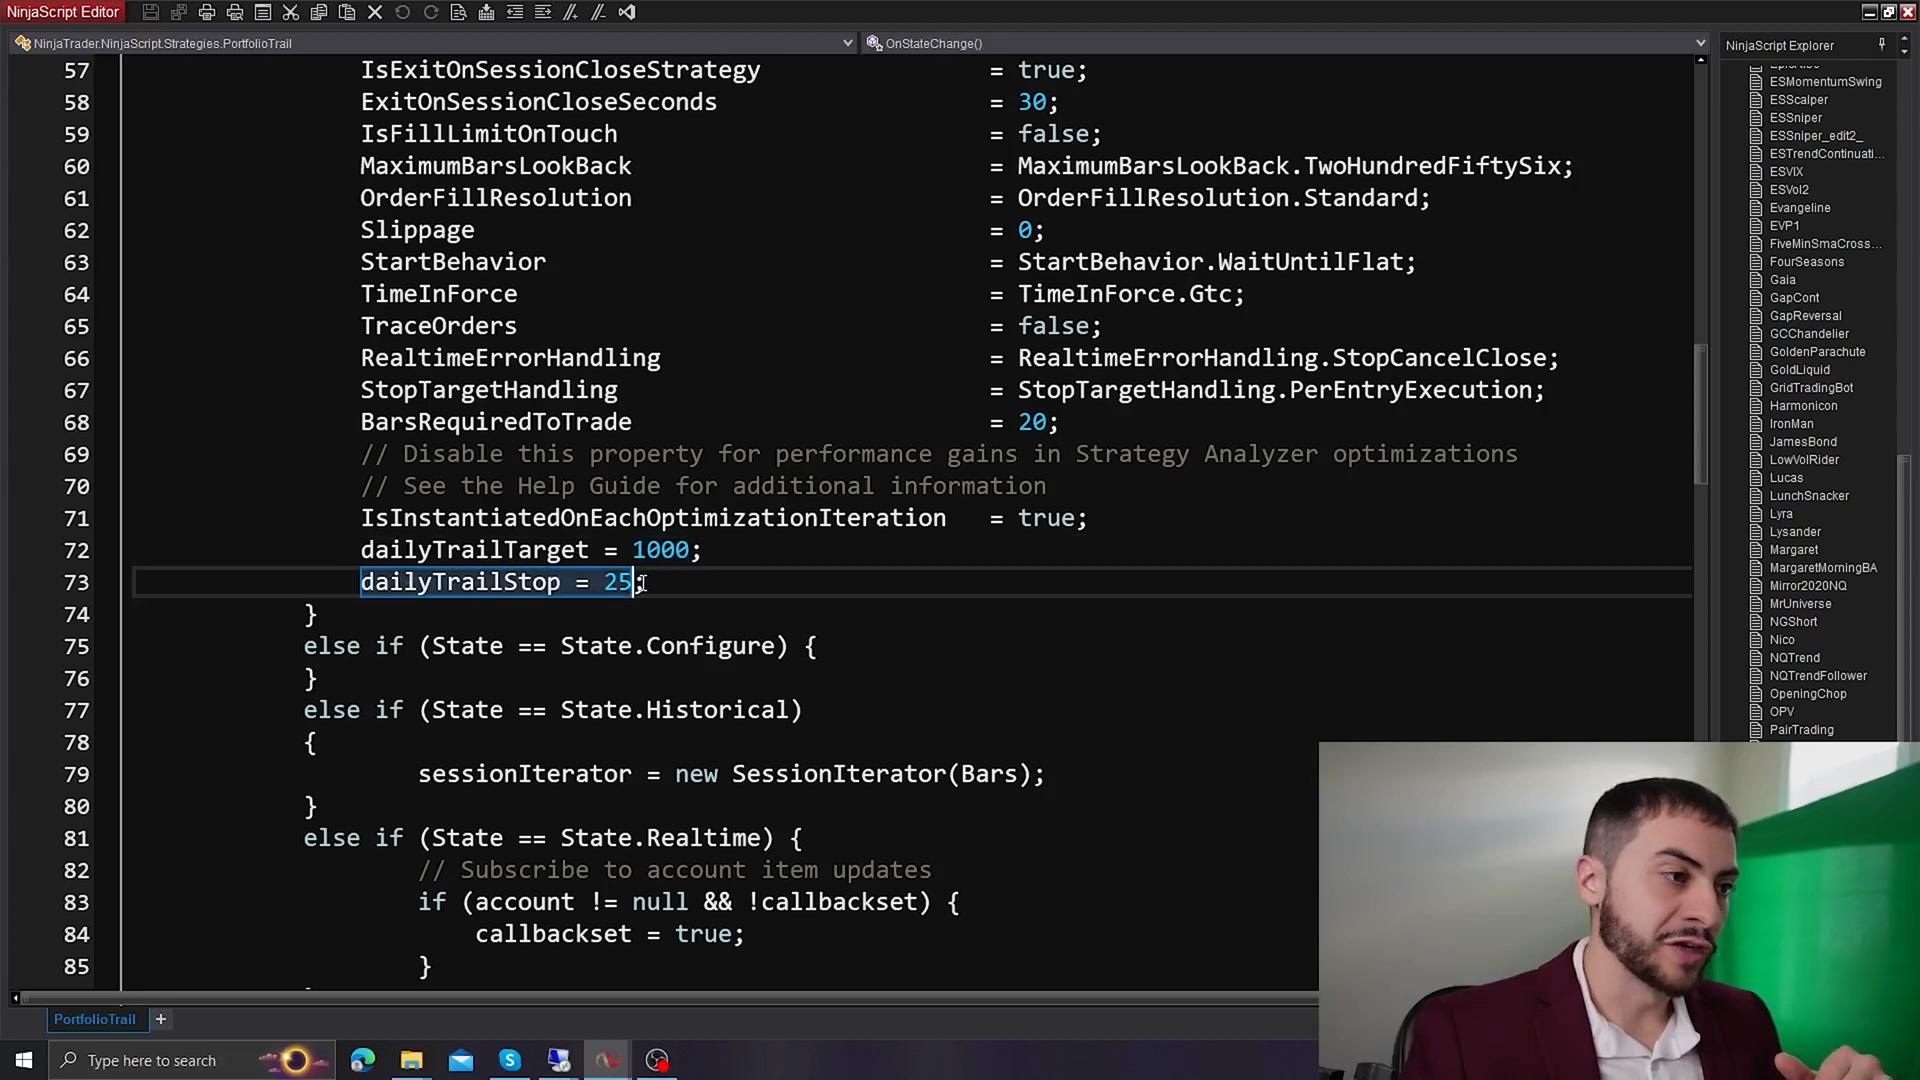 NinjaScript Editor
NinjaTrader.NinjaScript.Strategies.PortfolioTrail
OnStateChange()
57 IsExitOnSessionCloseStrategy = true;
58 ExitOnSessionCloseSeconds = 30;
59 IsFillLimitOnTouch = false;
60 MaximumBarsLookBack = MaximumBarsLookBack.TwoHundredFiftySix;
61 OrderFillResolution = OrderFillResolution.Standard;
62 Slippage = 0;
63 StartBehavior = StartBehavior.WaitUntilFlat;
64 TimeInForce = TimeInForce.Gtc;
65 TraceOrders = false;
66 RealtimeErrorHandling = RealtimeErrorHandling.StopCancelClose;
67 StopTargetHandling = StopTargetHandling.PerEntryExecution;
68 BarsRequiredToTrade = 20;
69 // Disable this property for performance gains in Strategy Analyzer optimizations
70 // See the Help Guide for additional information
71 IsInstantiatedOnEachOptimizationIteration = true;
72 dailyTrailTarget = 1000;
73 dailyTrailStop = 25;
74 }
75 else if (State == State.Configure) {
76 }
77 else if (State == State.Historical)
78 {
79 sessionIterator = new SessionIterator(Bars);
80 }
81 else if (State == State.Realtime) {
82 // Subscribe to account item updates
83 if (account != null && !callbackset) {
84 callbackset = true;
85 }
NinjaScript Explorer
ESMomentumSwing
ESScalper
ESSniper
ESSniper_edit2_
ESTrendContinuati...
ESVIX
ESVol2
Evangeline
EVP1
FiveMinSmaCross...
FourSeasons
Gaia
GapCont
GapReversal
GCChandelier
GoldenParachute
GoldLiquid
GridTradingBot
Harmonicon
IronMan
JamesBond
LowVolRider
Lucas
LunchSnacker
Lyra
Lysander
Margaret
MargaretMorningBA
Mirror2020NQ
MrUniverse
NGShort
Nico
NQTrend
NQTrendFollower
OpeningChop
OPV
PairTrading
PortfolioTrail
Type here to search